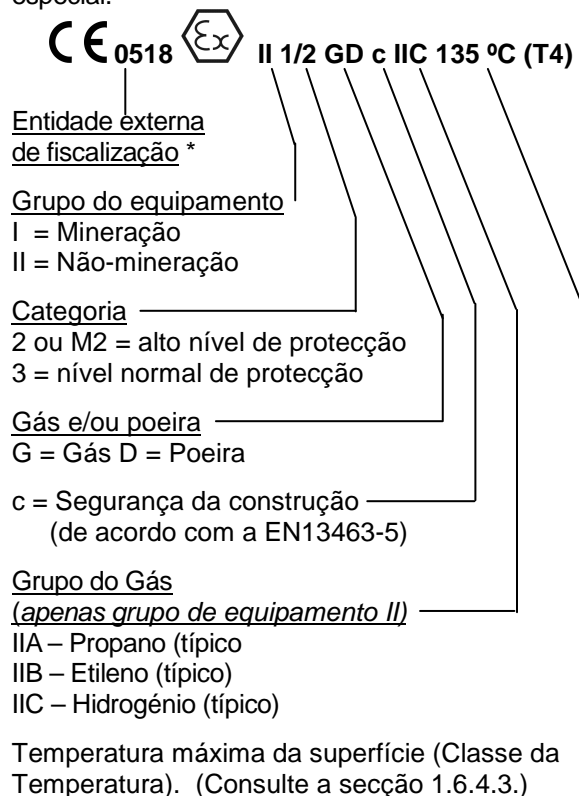 especial.
CE 0518 Ex II 1/2 GD c IIC 135 ºC (T4)
Entidade externa
de fiscalização *
Grupo do equipamento
I = Mineração
II = Não-mineração
Categoria
2 ou M2 = alto nível de protecção
3 = nível normal de protecção
Gás e/ou poeira
G = Gás D = Poeira
c = Segurança da construção
(de acordo com a EN13463-5)
Grupo do Gás
(apenas grupo de equipamento II)
IIA – Propano (típico
IIB – Etileno (típico)
IIC – Hidrogénio (típico)
Temperatura máxima da superfície (Classe da
Temperatura). (Consulte a secção 1.6.4.3.)